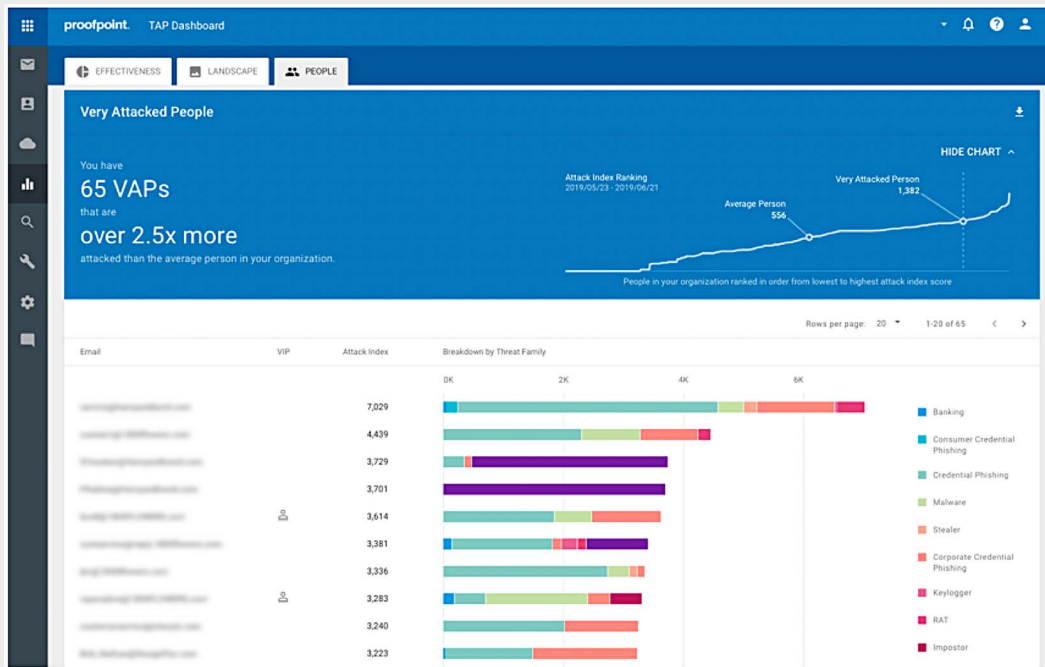 proofpoint. TAP Dashboard
EFFECTIVENESS
LANDSCAPE
PEOPLE
Very Attacked People
HIDE CHART
You have
65 VAPs
that are
over 2.5x more
attacked than the average person in your organization.
Attack Index Ranking
2019/05/23 - 2019/06/21
Very Attacked Person
1,382
Average Person
556
People in your organization ranked in order from lowest to highest attack index score
Rows per page: 20 1-20 of 65
Email VIP Attack Index Breakdown by Threat Family
0K 2K 4K 6K
7,029
4,439
3,729
3,701
3,614
3,381
3,336
3,283
3,240
3,223
Banking
Consumer Credential
Phishing
Credential Phishing
Malware
Stealer
Corporate Credential
Phishing
Keylogger
RAT
Impostor